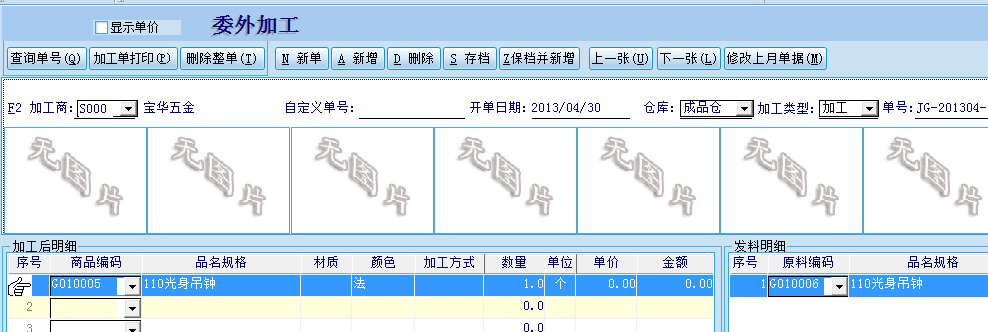 显示单价 委外加工
查询单号(Q) 加工单打印(P) 删除整单(T) N 新单 A 新增 D 删除 S 存档 Z保档并新增 上一张(U) 下一张(L) 修改上月单据(M)
F2 加工商: S000 宝华五金 自定义单号: 开单日期: 2013/04/30 仓库: 成品仓 加工类型: 加工 单号: JG-201304-
无图片 无图片 无图片 无图片 无图片 无图片 无图片
加工后明细 发料明细
序号 商品编码 品名规格 材质 颜色 加工方式 数量 单位 单价 金额 序号 原料编码 品名规格
G010005 110光身吊钟 法 1.0 个 0.00 0.00 1 G010006 110光身吊钟
2 0.0
3 0.0